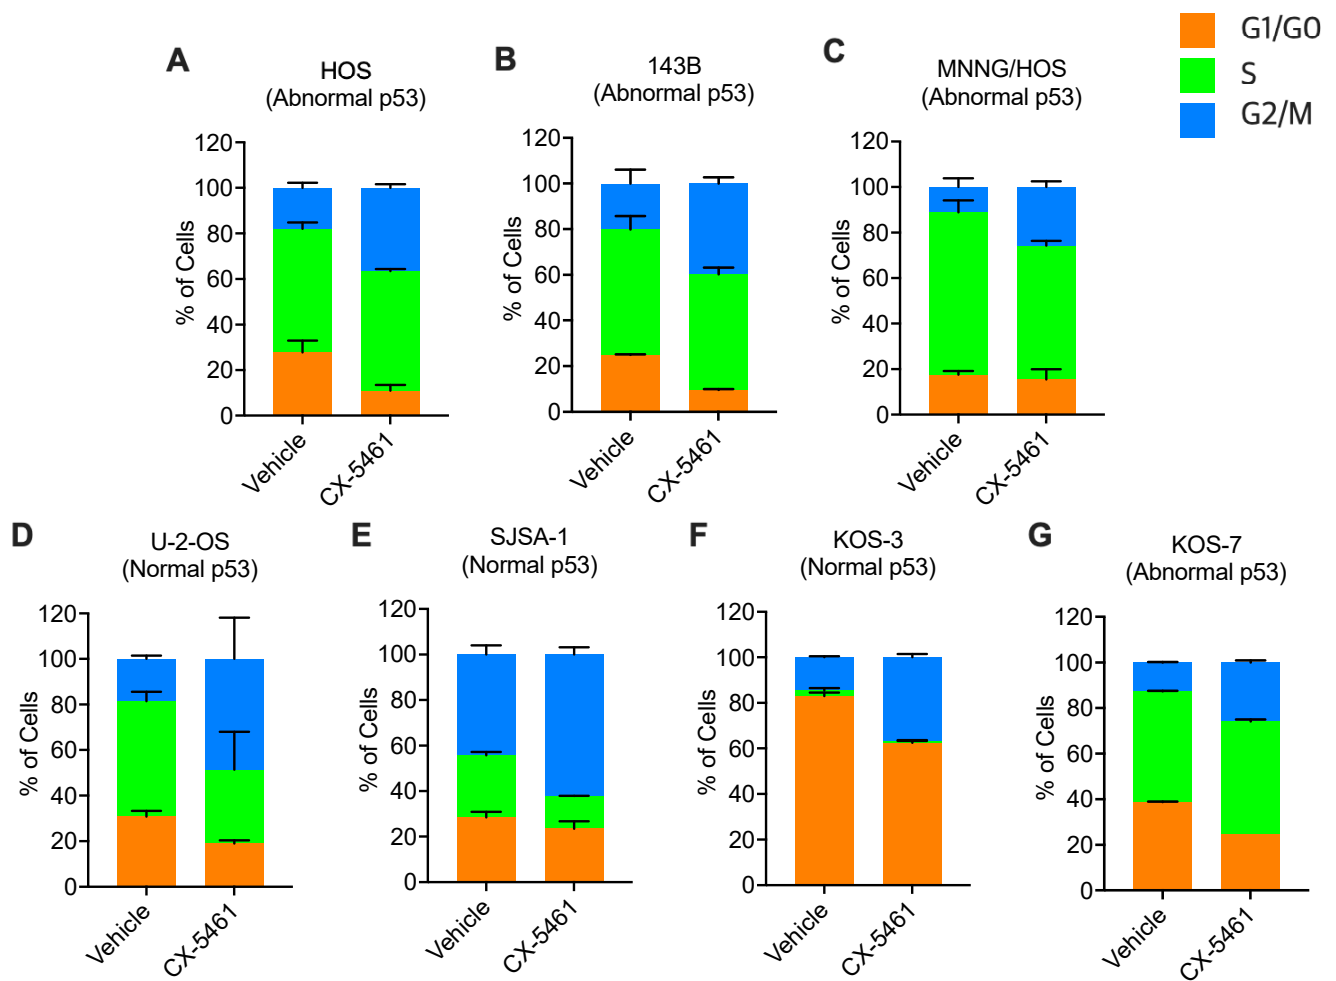 G1/G0
S
G2/M
A
HOS
(Abnormal p53)
% of Cells
120
100
80
60
40
20
0
Vehicle
CX-5461
B
143B
(Abnormal p53)
% of Cells
120
100
80
60
40
20
0
Vehicle
CX-5461
C
MNNG/HOS
(Abnormal p53)
% of Cells
120
100
80
60
40
20
0
Vehicle
CX-5461
D
U-2-OS
(Normal p53)
% of Cells
120
100
80
60
40
20
0
Vehicle
CX-5461
E
SJSA-1
(Normal p53)
% of Cells
120
100
80
60
40
20
0
Vehicle
CX-5461
F
KOS-3
(Normal p53)
% of Cells
120
100
80
60
40
20
0
Vehicle
CX-5461
G
KOS-7
(Abnormal p53)
% of Cells
120
100
80
60
40
20
0
Vehicle
CX-5461